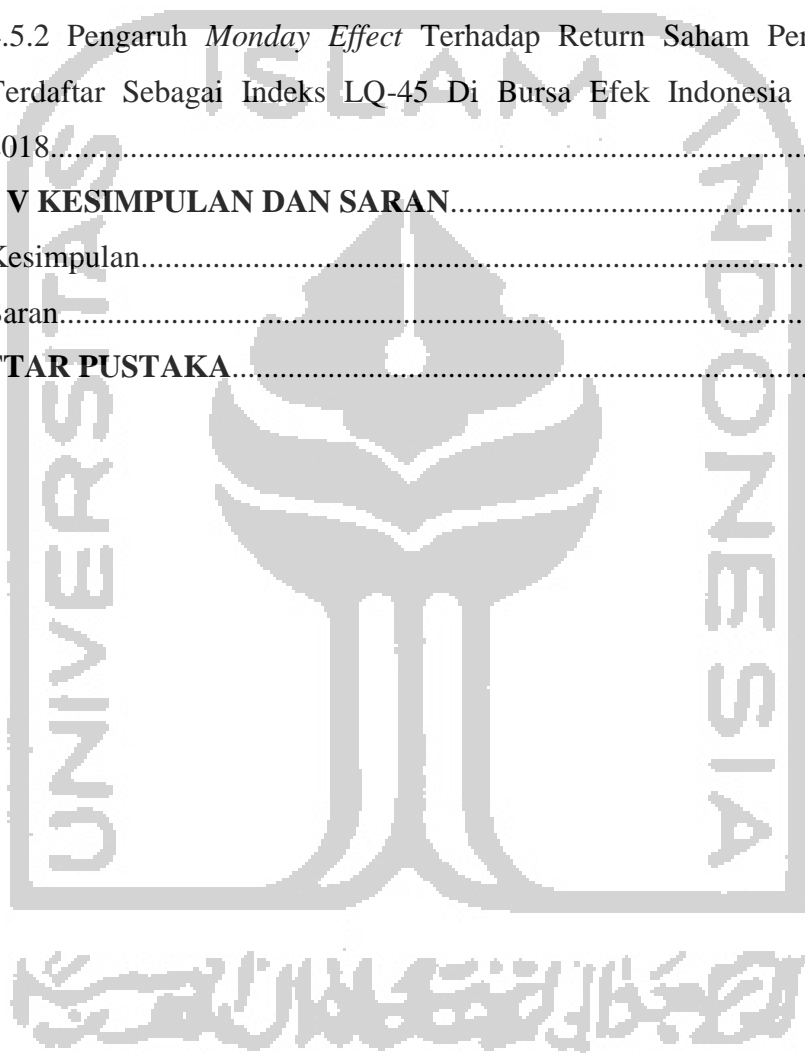 .5.2 Pengaruh Monday Effect Terhadap Return Saham Per
Terdaftar Sebagai Indeks LQ-45 Di Bursa Efek Indonesia
2018........................................................................
V KESIMPULAN DAN SARAN........................................
Kesimpulan................................................................
Saran........................................................................
TAR PUSTAKA............................................................
ISLAM
UNIVERSITAS
INDONESIA